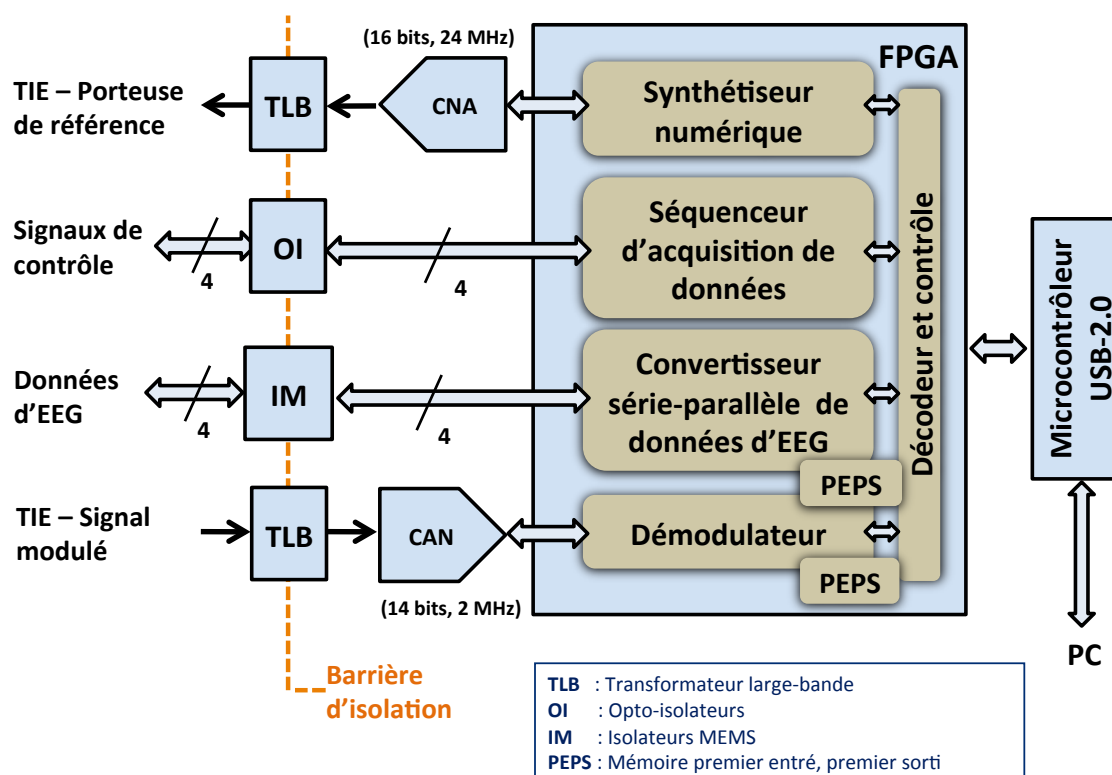 (16 bits, 24 MHz)
FPGA
TIE – Porteuse
de référence
TLB
CNA
Synthétiseur
numérique
Signaux de
contrôle
4
OI
4
Séquenceur
d'acquisition de
données
Décodeur et contrôle
Microcontrôleur
USB-2.0
Données
d'EEG
4
IM
4
Convertisseur
série-parallèle de
données d'EEG
PEPS
TIE – Signal
modulé
TLB
CAN
Démodulateur
PEPS
(14 bits, 2 MHz)
PC
Barrière
d'isolation
TLB : Transformateur large-bande
OI : Opto-isolateurs
IM : Isolateurs MEMS
PEPS : Mémoire premier entré, premier sorti